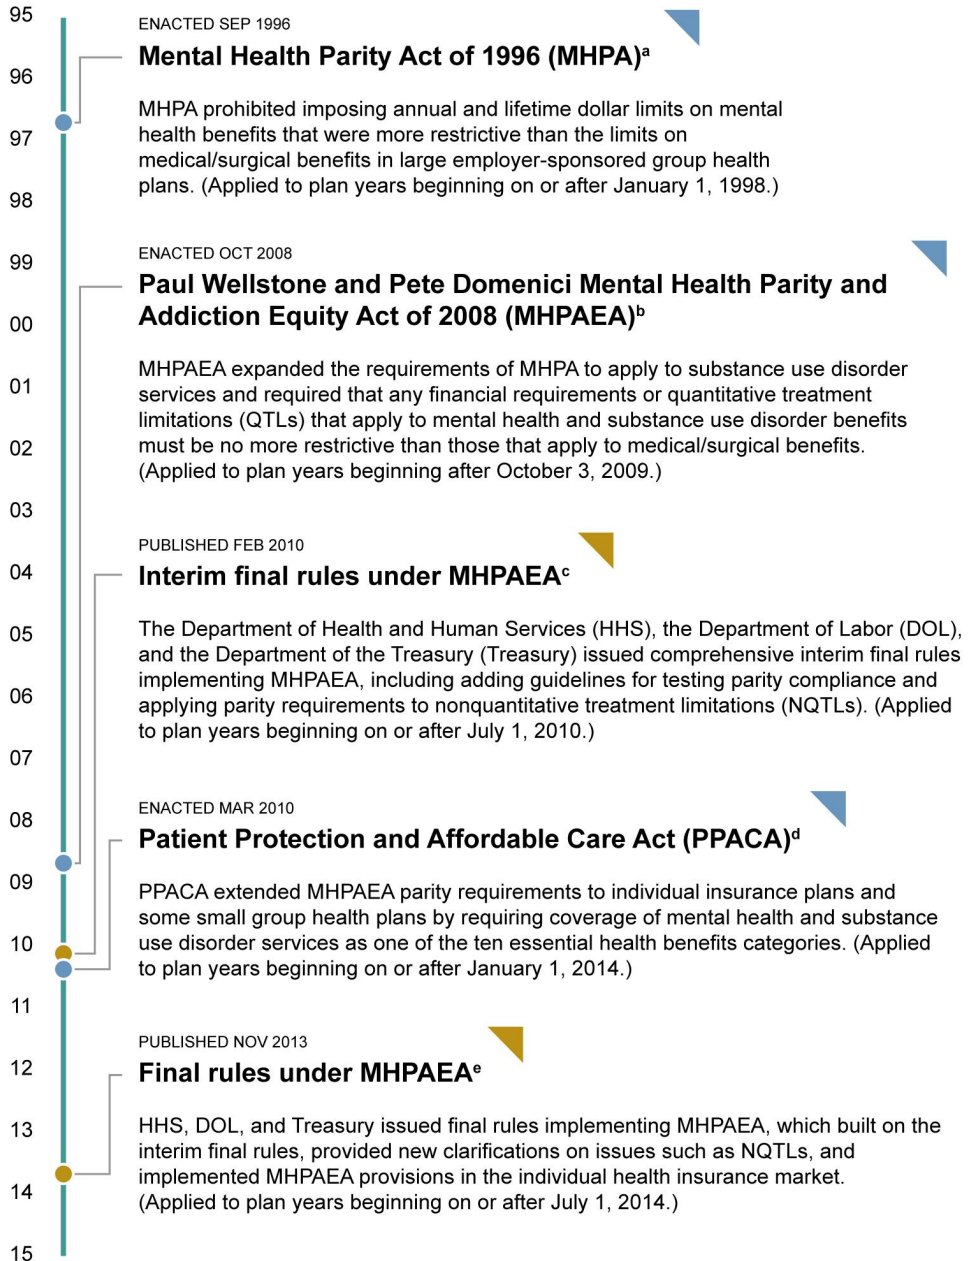 95
ENACTED SEP 1996
Mental Health Parity Act of 1996 (MHPA)ᵃ
96
MHPA prohibited imposing annual and lifetime dollar limits on mental
health benefits that were more restrictive than the limits on
97
medical/surgical benefits in large employer-sponsored group health
plans. (Applied to plan years beginning on or after January 1, 1998.)
98
ENACTED OCT 2008
99
Paul Wellstone and Pete Domenici Mental Health Parity and
Addiction Equity Act of 2008 (MHPAEA)ᵇ
00
MHPAEA expanded the requirements of MHPA to apply to substance use disorder
01
services and required that any financial requirements or quantitative treatment
limitations (QTLs) that apply to mental health and substance use disorder benefits
02
must be no more restrictive than those that apply to medical/surgical benefits.
(Applied to plan years beginning after October 3, 2009.)
03
PUBLISHED FEB 2010
04
Interim final rules under MHPAEAᶜ
The Department of Health and Human Services (HHS), the Department of Labor (DOL),
05
and the Department of the Treasury (Treasury) issued comprehensive interim final rules
implementing MHPAEA, including adding guidelines for testing parity compliance and
06
applying parity requirements to nonquantitative treatment limitations (NQTLs). (Applied
to plan years beginning on or after July 1, 2010.)
07
ENACTED MAR 2010
08
Patient Protection and Affordable Care Act (PPACA)ᵈ
09
PPACA extended MHPAEA parity requirements to individual insurance plans and
some small group health plans by requiring coverage of mental health and substance
10
use disorder services as one of the ten essential health benefits categories. (Applied
to plan years beginning on or after January 1, 2014.)
11
PUBLISHED NOV 2013
12
Final rules under MHPAEAᵉ
13
HHS, DOL, and Treasury issued final rules implementing MHPAEA, which built on the
interim final rules, provided new clarifications on issues such as NQTLs, and
implemented MHPAEA provisions in the individual health insurance market.
14
(Applied to plan years beginning on or after July 1, 2014.)
15